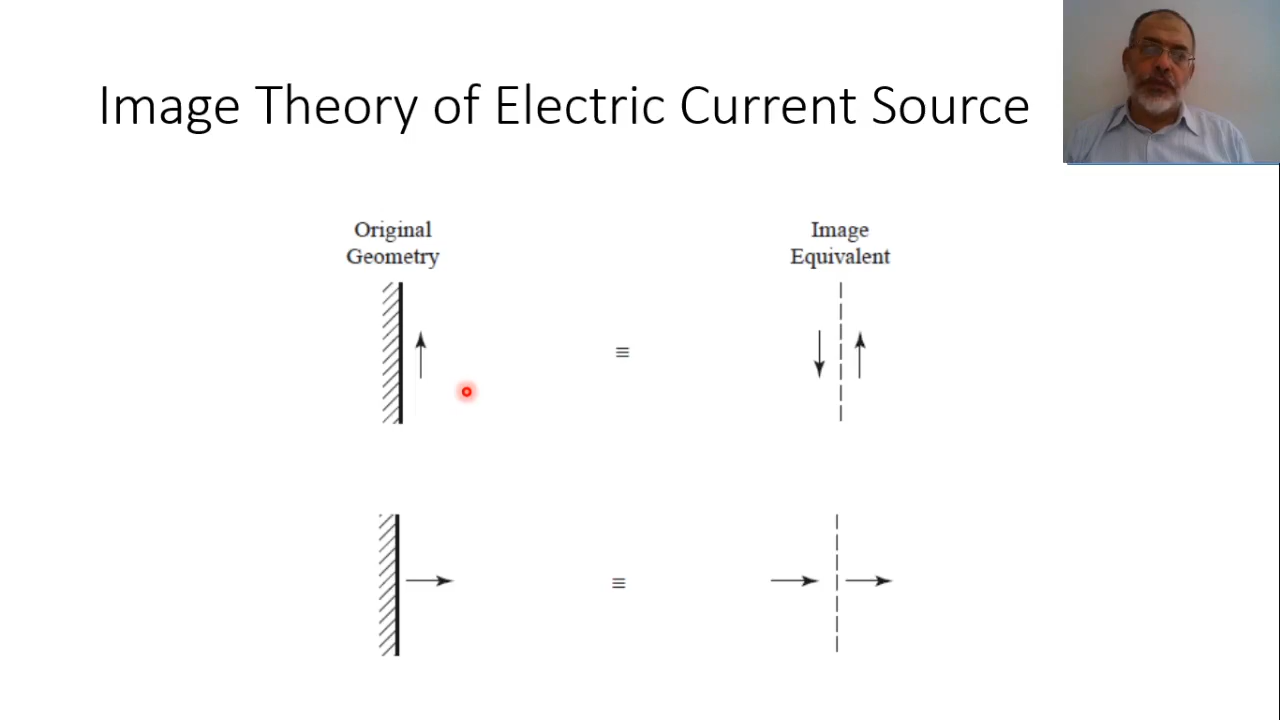 Image Theory of Electric Current Source
Original
Geometry
Image
Equivalent
≡
≡